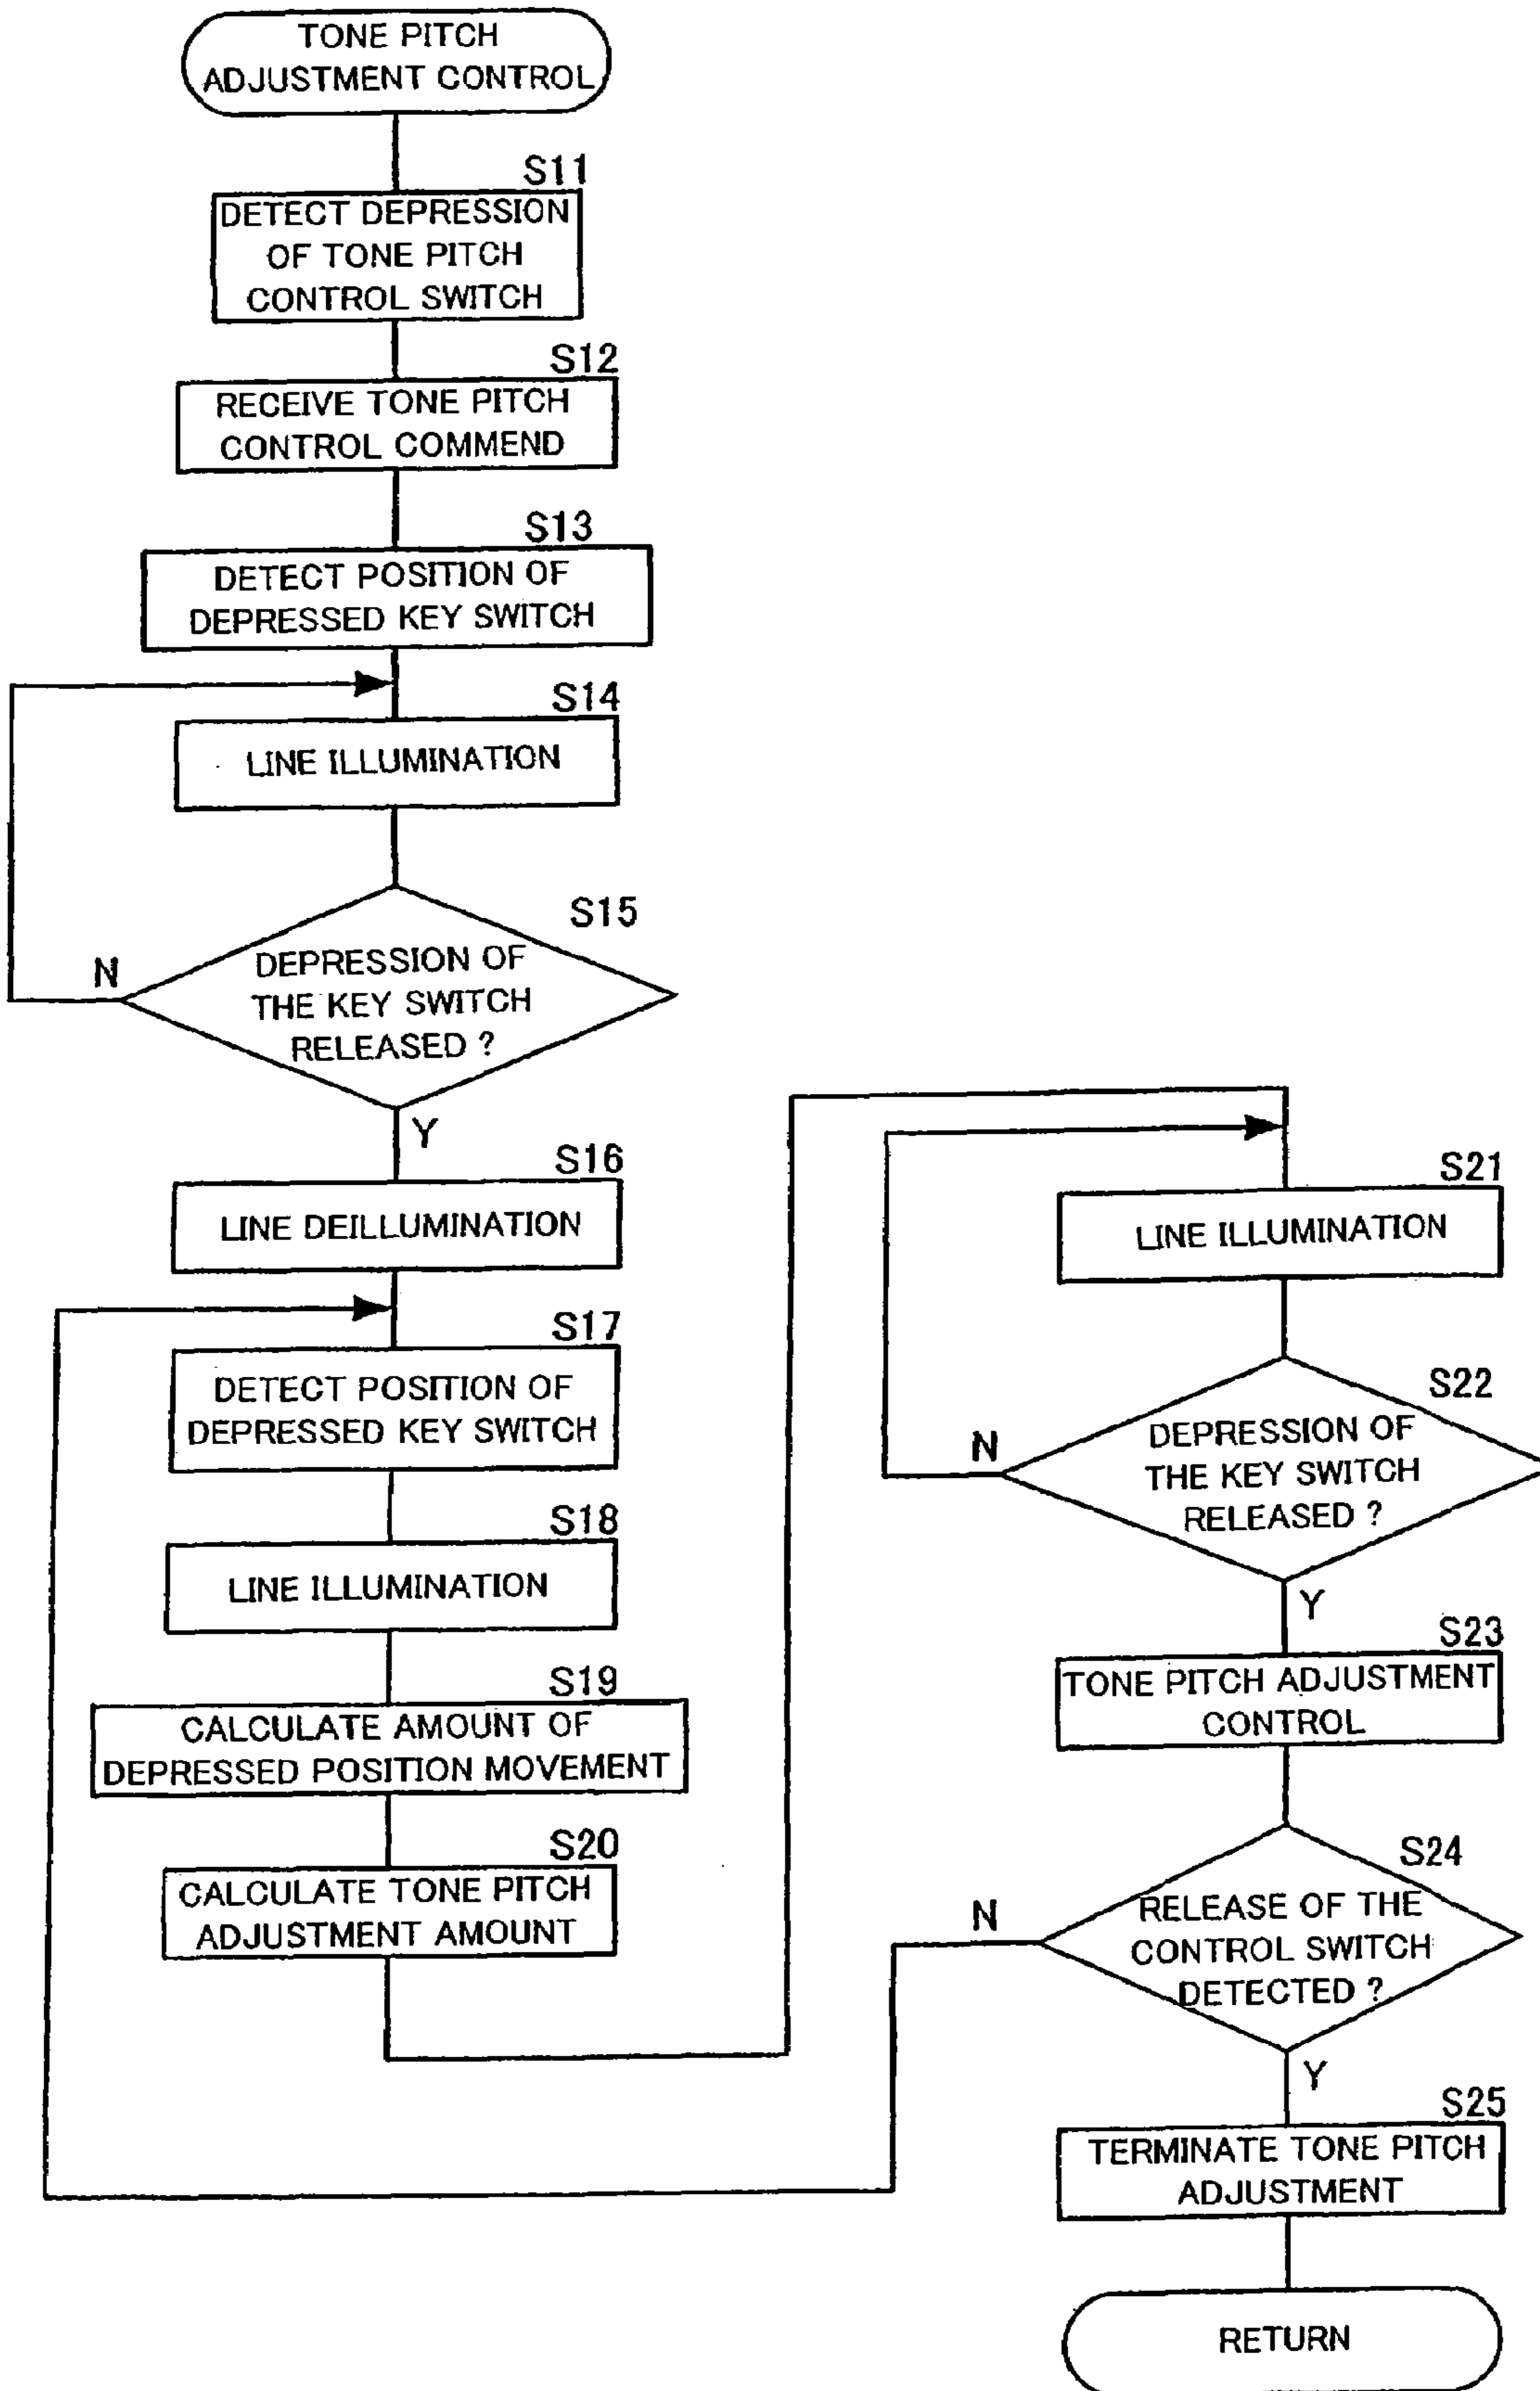 TONE PITCH
ADJUSTMENT CONTROL
S11
DETECT DEPRESSION
OF TONE PITCH
CONTROL SWITCH
S12
RECEIVE TONE PITCH
CONTROL COMMEND
S13
DETECT POSITION OF
DEPRESSED KEY SWITCH
S14
LINE ILLUMINATION
S15
DEPRESSION OF
THE KEY SWITCH
RELEASED ?
N
Y
S16
LINE DEILLUMINATION
S17
DETECT POSITION OF
DEPRESSED KEY SWITCH
S18
LINE ILLUMINATION
S19
CALCULATE AMOUNT OF
DEPRESSED POSITION MOVEMENT
S20
CALCULATE TONE PITCH
ADJUSTMENT AMOUNT
S21
LINE ILLUMINATION
S22
DEPRESSION OF
THE KEY SWITCH
RELEASED ?
N
Y
S23
TONE PITCH ADJUSTMENT
CONTROL
S24
RELEASE OF THE
CONTROL SWITCH
DETECTED ?
N
Y
S25
TERMINATE TONE PITCH
ADJUSTMENT
RETURN